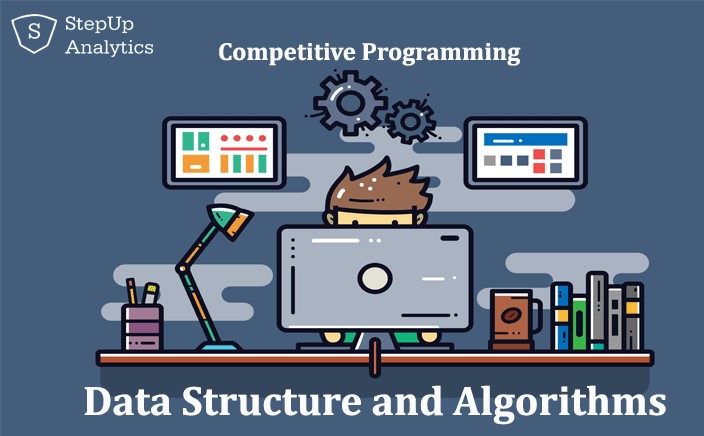 S
StepUp
Analytics
Competitive Programming
Data Structure and Algorithms